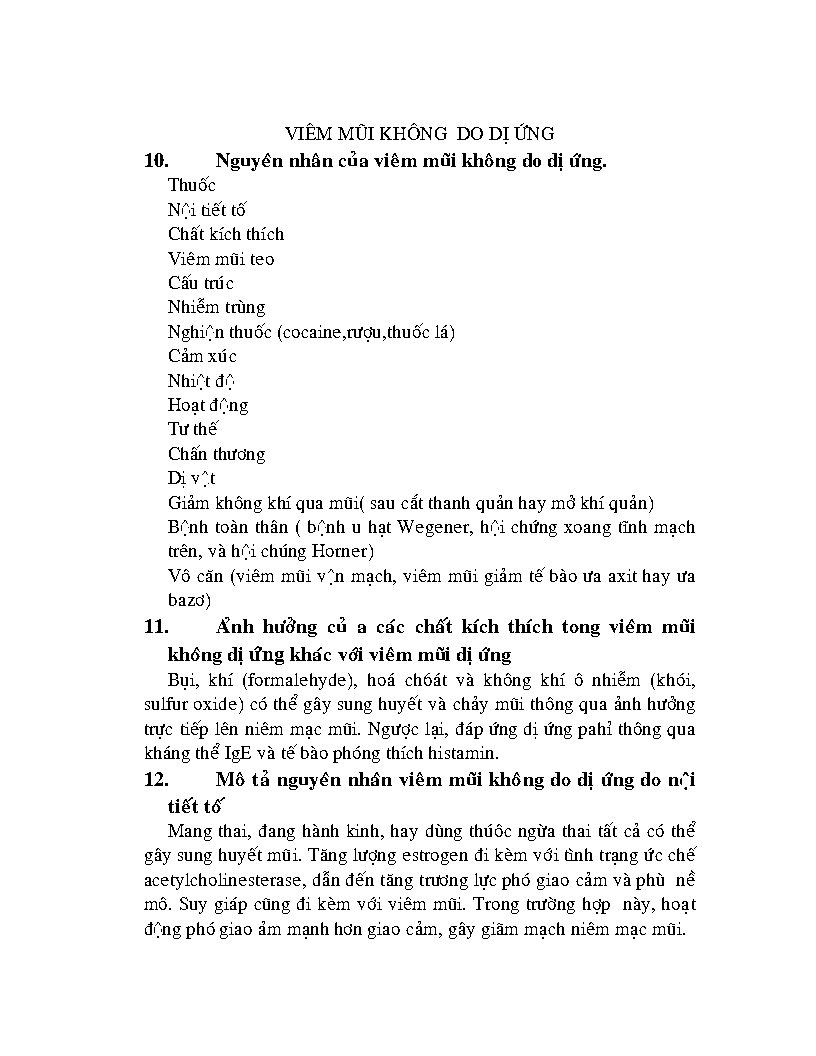 VIÊM MŨI KHÔNG DO DỊ ỨNG
10. Nguyên nhân của viêm mũi không do dị ứng.
Thuốc
Nội tiết tố
Chất kích thích
Viêm mũi teo
Cấu trúc
Nhiễm trùng
Nghiện thuốc (cocaine,rượu,thuốc lá)
Cảm xúc
Nhiệt độ
Hoạt động
Tư thế
Chấn thương
Dị vật
Giảm không khí qua mũi( sau cắt thanh quản hay mở khí quản)
Bệnh toàn thân ( bệnh u hạt Wegener, hội chứng xoang tĩnh mạch
trên, và hội chúng Horner)
Vô căn (viêm mũi vận mạch, viêm mũi giảm tế bào ưa axit hay ưa
bazơ)
11. Ảnh hưởng củ a các chất kích thích tong viêm mũi
không dị ứng khác với viêm mũi dị ứng
Bụi, khí (formalehyde), hoá chóát và không khí ô nhiễm (khói,
sulfur oxide) có thể gây sung huyết và chảy mũi thông qua ảnh hưởng
trực tiếp lên niêm mạc mũi. Ngược lại, đáp ứng dị ứng pahỉ thông qua
kháng thể IgE và tế bào phóng thích histamin.
12. Mô tả nguyên nhân viêm mũi không do dị ứng do nội
tiết tố
Mang thai, đang hành kinh, hay dùng thúôc ngừa thai tất cả có thể
gây sung huyết mũi. Tăng lượng estrogen đi kèm với tình trạng ức chế
acetylcholinesterase, dẫn đến tăng trương lực phó giao cảm và phù nề
mô. Suy giáp cũng đi kèm với viêm mũi. Trong trường hợp này, hoạt
động phó giao ảm mạnh hơn giao cảm, gây giãm mạch niêm mạc mũi.